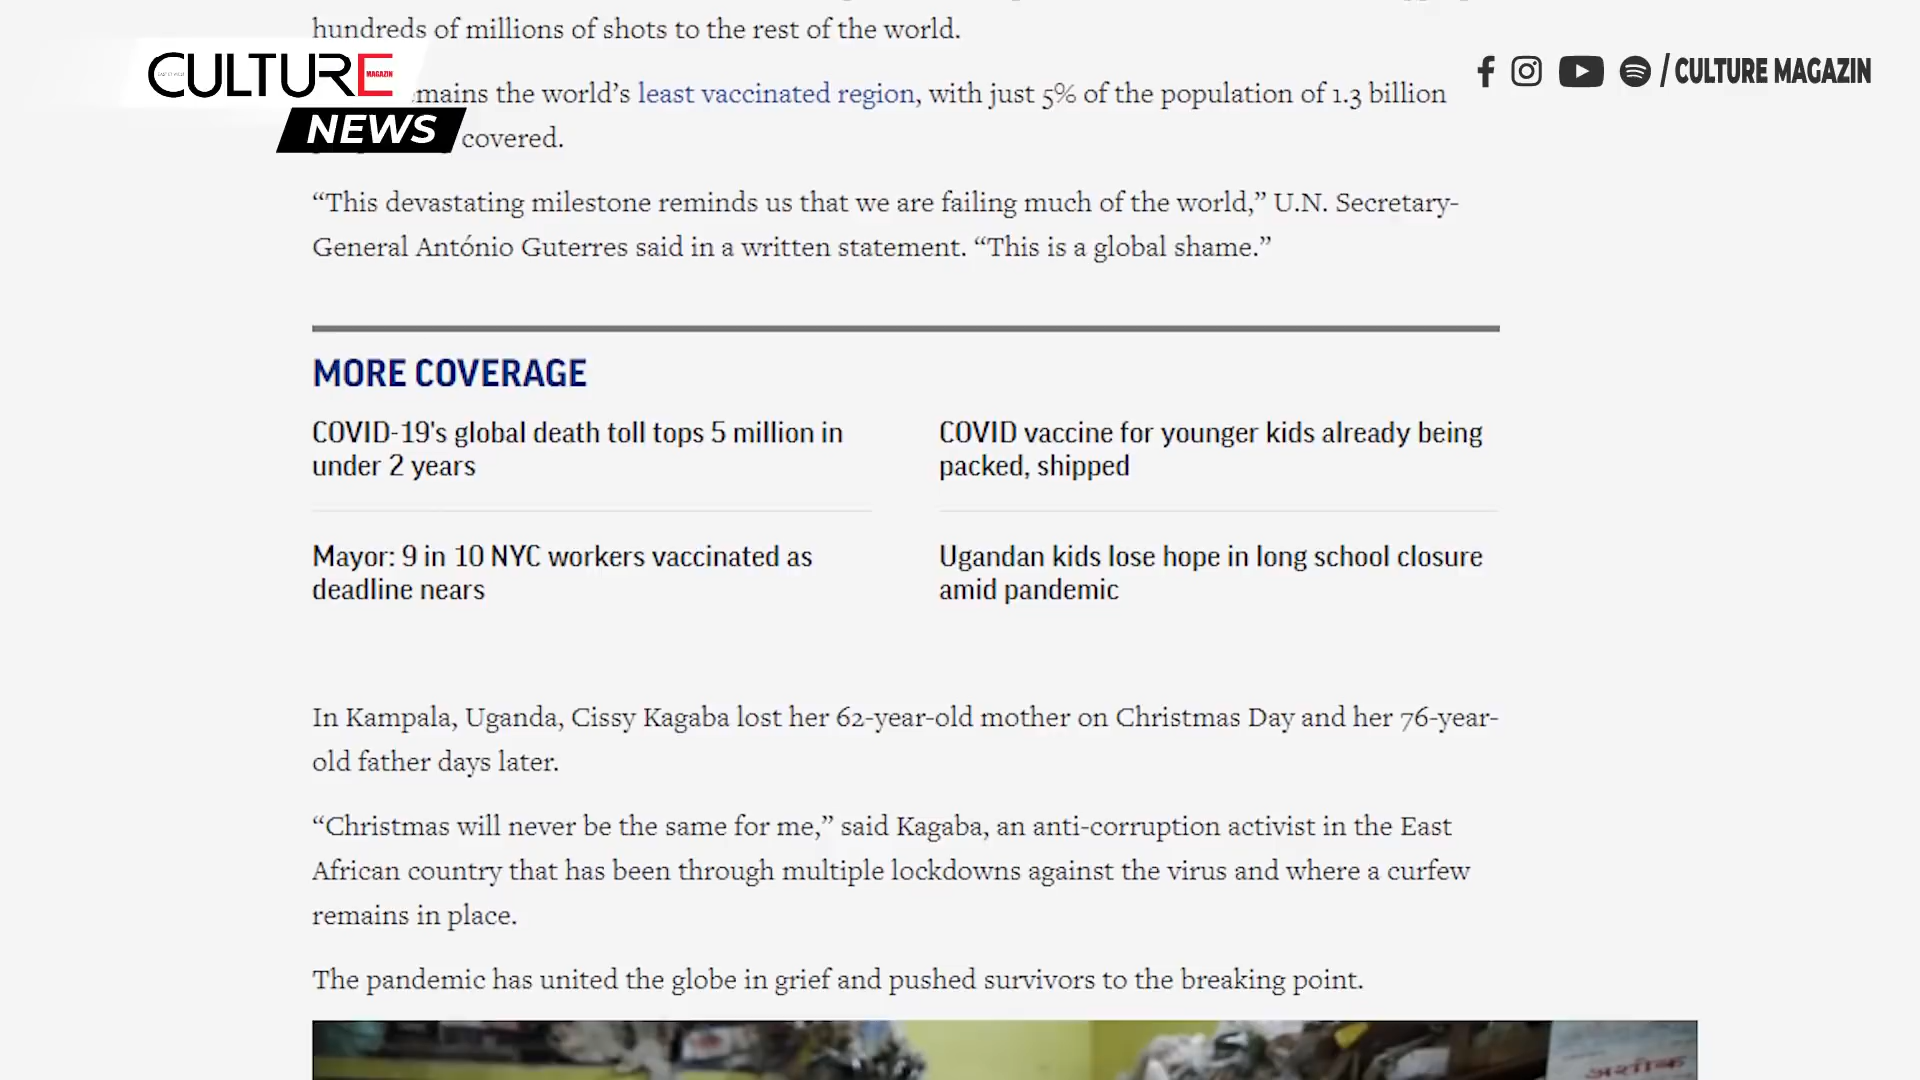 hundreds of millions of shots to the rest of the world.
CULTURE
MAGAZIN
NEWS
/ CULTURE MAGAZIN
mains the world’s least vaccinated region, with just 5% of the population of 1.3 billion
covered.
“This devastating milestone reminds us that we are failing much of the world,” U.N. Secretary-
General António Guterres said in a written statement. “This is a global shame.”
MORE COVERAGE
COVID-19's global death toll tops 5 million in
under 2 years
COVID vaccine for younger kids already being
packed, shipped
Mayor: 9 in 10 NYC workers vaccinated as
deadline nears
Ugandan kids lose hope in long school closure
amid pandemic
In Kampala, Uganda, Cissy Kagaba lost her 62-year-old mother on Christmas Day and her 76-year-
old father days later.
“Christmas will never be the same for me,” said Kagaba, an anti-corruption activist in the East
African country that has been through multiple lockdowns against the virus and where a curfew
remains in place.
The pandemic has united the globe in grief and pushed survivors to the breaking point.